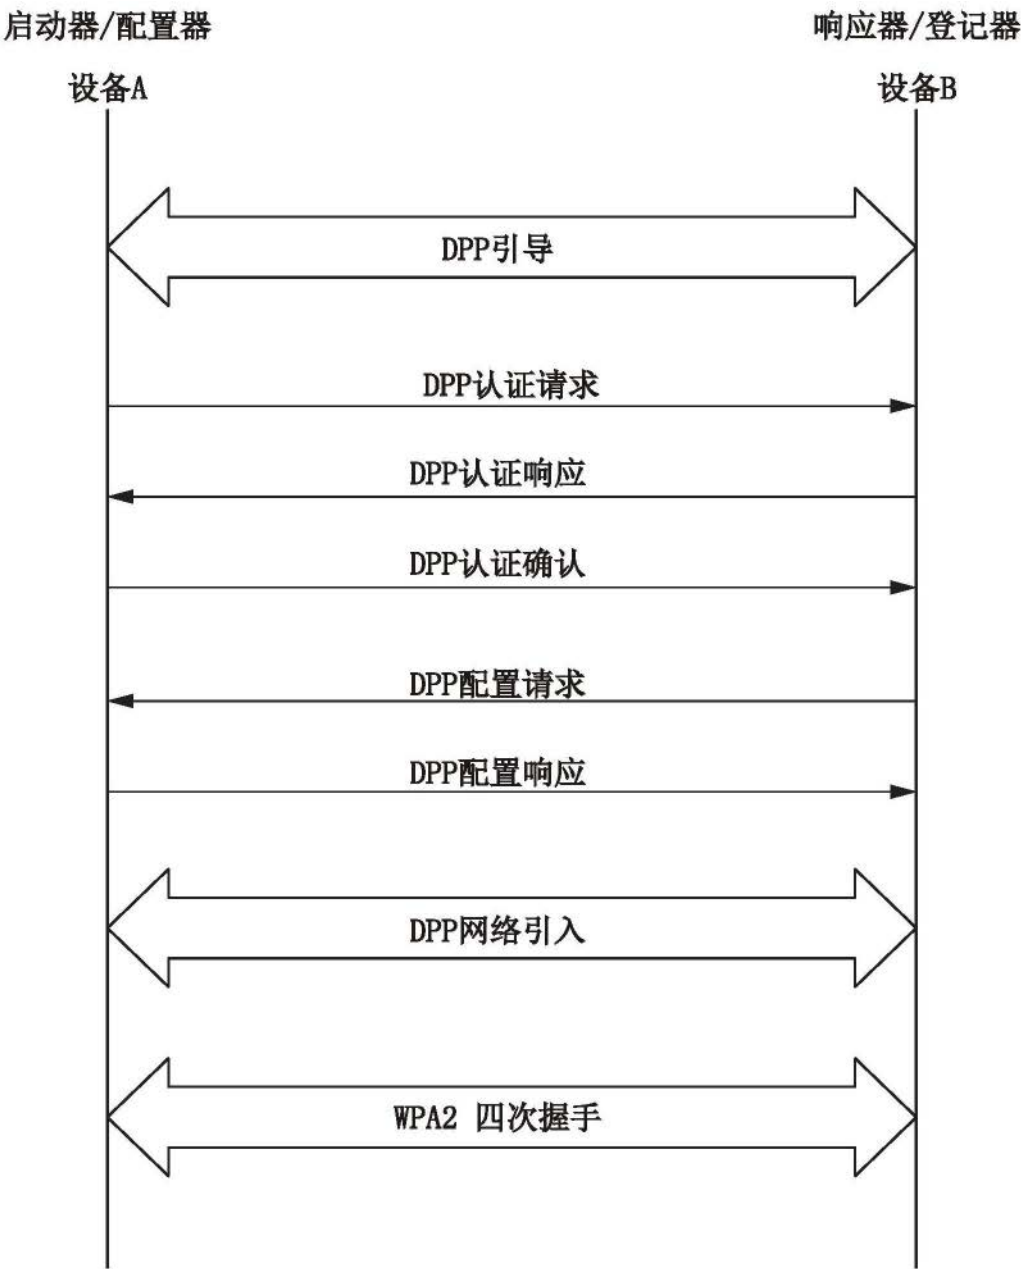 启动器/配置器
响应器/登记器
设备A
设备B
DPP引导
DPP认证请求
DPP认证响应
DPP认证确认
DPP配置请求
DPP配置响应
DPP网络引入
WPA2 四次握手